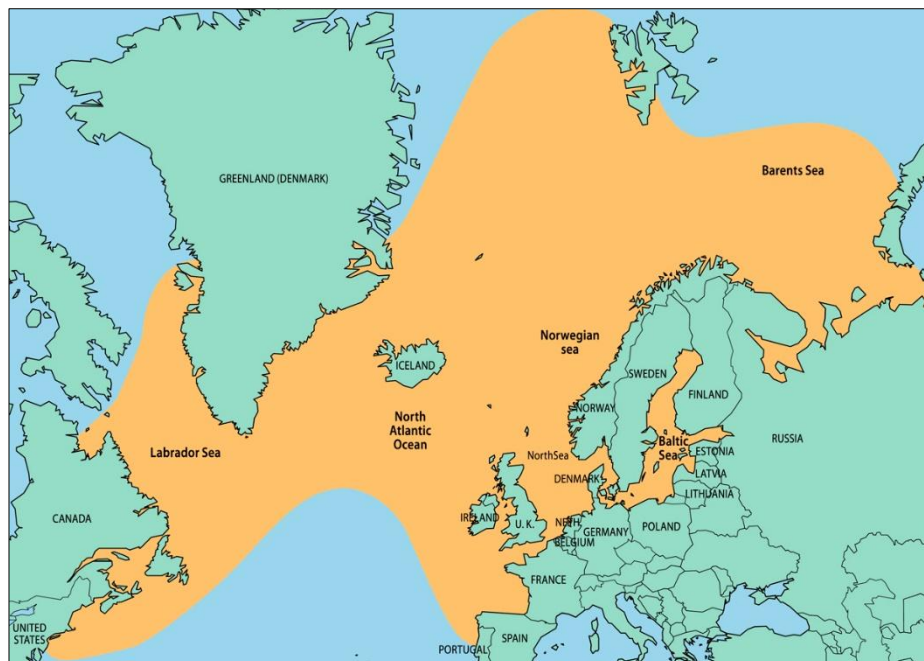 GREENLAND (DENMARK)
Barents Sea
Norwegian
sea
ICELAND
SWEDEN
FINLAND
NORWAY
North
Atlantic
Ocean
RUSSIA
Labrador Sea
Baltic
Sea
NorthSea
ESTONIA
LATVIA
DENMARK
LITHUANIA
CANADA
IRELAND
U. K.
NETH.
GERMANY
POLAND
BELGIUM
FRANCE
UNITED
STATES
SPAIN
PORTUGAL